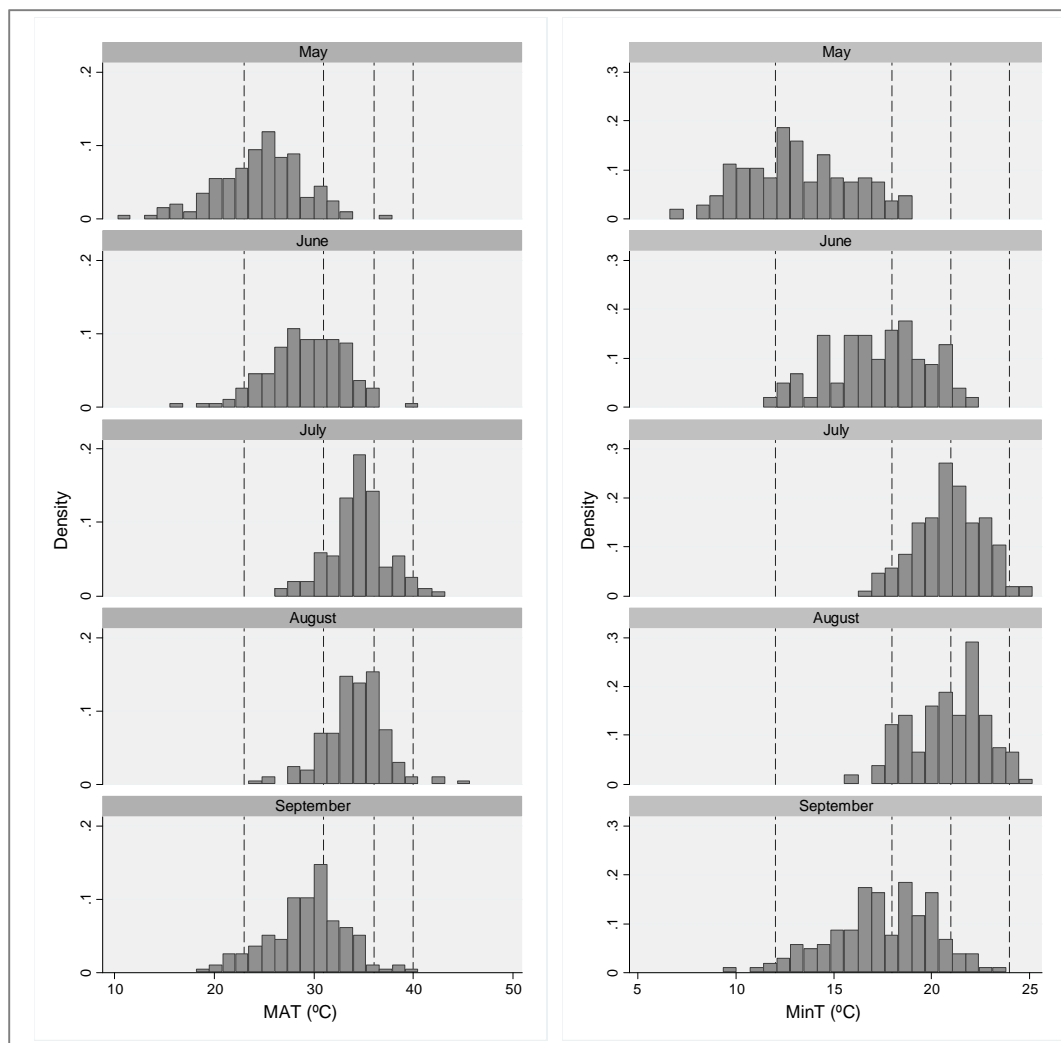 May
0 .1 .2
June
0 .1 .2
July
0 .1 .2
August
0 .1 .2
September
0 .1 .2
Density
10 20 30 40 50
MAT (ºC)
May
0 .1 .2 .3
June
0 .1 .2 .3
July
0 .1 .2 .3
August
0 .1 .2 .3
September
0 .1 .2 .3
Density
5 10 15 20 25
MinT (ºC)